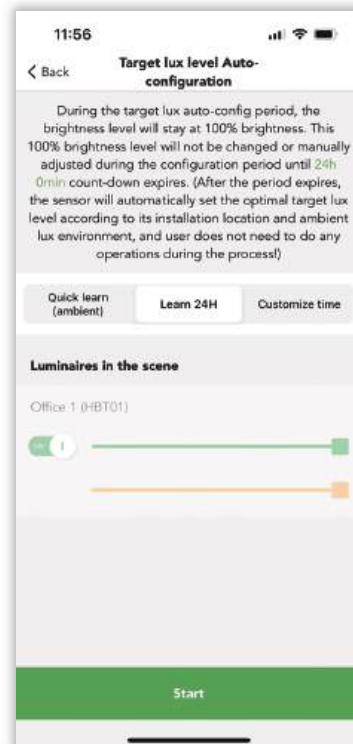 11:56
Back
Target lux level Auto-
configuration
During the target lux auto-config period, the
brightness level will stay at 100% brightness. This
100% brightness level will not be changed or manually
adjusted during the configuration period until 24h
0min count-down expires. (After the period expires,
the sensor will automatically set the optimal target lux
level according to its installation location and ambient
lux environment, and user does not need to do any
operations during the process!)
Quick learn
(ambient)
Learn 24H
Customize time
Luminaires in the scene
Office 1 (HBT01)
Start